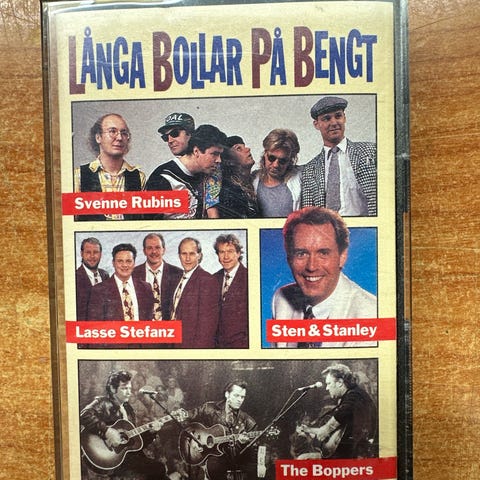 LÅNGA BOLLAR PÅ BENGT
Svenne Rubins
Lasse Stefanz
Sten & Stanley
The Boppers